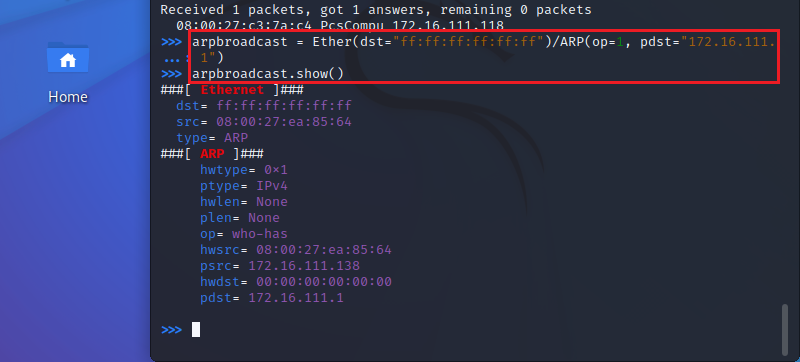 Received 1 packets, got 1 answers, remaining 0 packets
08:00:27:c3:7a:c4 PcsCompu 172.16.111.118
>>> arpbroadcast = Ether(dst="ff:ff:ff:ff:ff:ff")/ARP(op=1, pdst="172.16.111.
...: 1")
>>> arpbroadcast.show()
###[ Ethernet ]###
dst= ff:ff:ff:ff:ff:ff
src= 08:00:27:ea:85:64
type= ARP
###[ ARP ]###
hwtype= 0×1
ptype= IPv4
hwlen= None
plen= None
op= who-has
hwsrc= 08:00:27:ea:85:64
psrc= 172.16.111.138
hwdst= 00:00:00:00:00:00
pdst= 172.16.111.1
>>>
Home